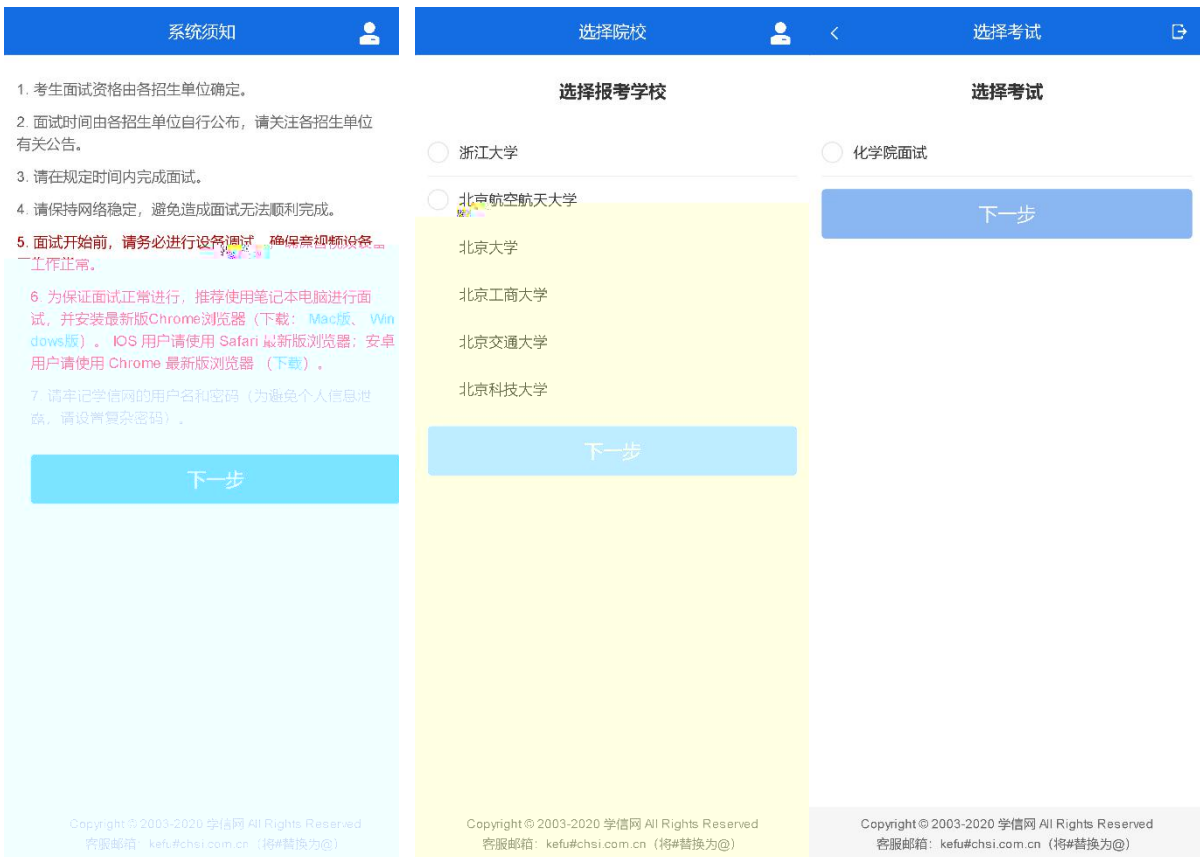 系统须知
1. 考生面试资格由各招生单位确定。
2. 面试时间由各招生单位自行公布，请关注各招生单位
有关公告。
3. 请在规定时间内完成面试。
4. 请保持网络稳定，避免造成面试无法顺利完成。
5. 面试开始前，请务必进行设备调试，确保音视频设备
工作正常。
6. 为保证面试正常进行，推荐使用笔记本电脑进行面
试，并安装最新版Chrome浏览器（下载： Mac版、 Win
dows版）。 IOS 用户请使用 Safari 最新版浏览器；安卓
用户请使用 Chrome 最新版浏览器 （下载）。
7. 请牢记学信网的用户名和密码（为避免个人信息泄
露，请设置复杂密码）。
下一步
Copyright © 2003-2020 学信网 All Rights Reserved
客服邮箱：kefu#chsi.com.cn（将#替换为@）
选择院校
选择报考学校
浙江大学
北京航空航天大学
北京大学
北京工商大学
北京交通大学
北京科技大学
下一步
Copyright © 2003-2020 学信网 All Rights Reserved
客服邮箱：kefu#chsi.com.cn（将#替换为@）
选择考试
选择考试
化学院面试
下一步
Copyright © 2003-2020 学信网 All Rights Reserved
客服邮箱：kefu#chsi.com.cn（将#替换为@）